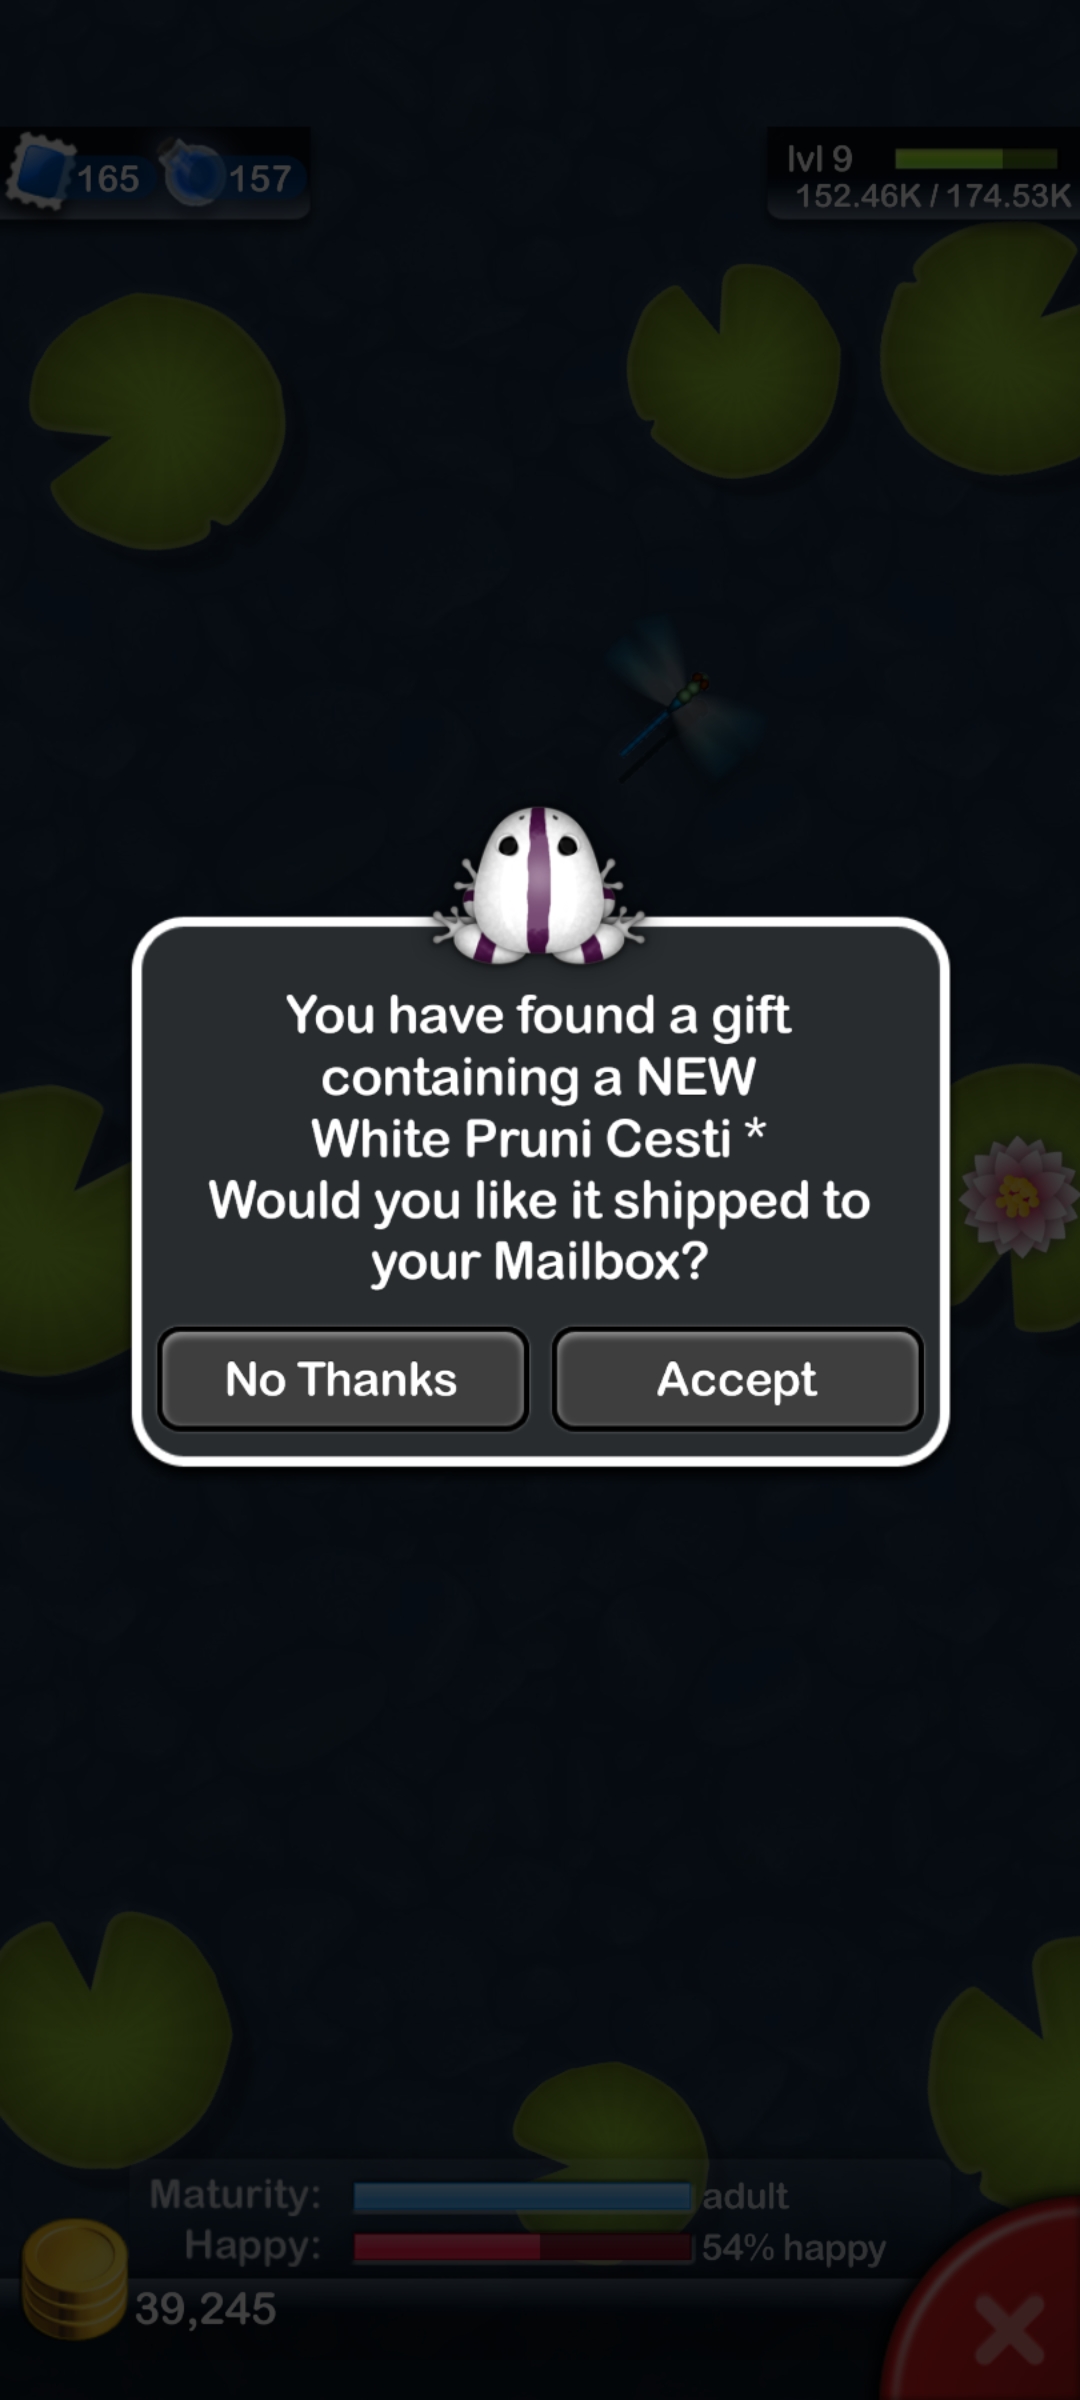 165 157
lvl 9
152.46K / 174.53K
You have found a gift
containing a NEW
White Pruni Cesti *
Would you like it shipped to
your Mailbox?
No Thanks Accept
Maturity: adult
Happy: 54% happy
39,245